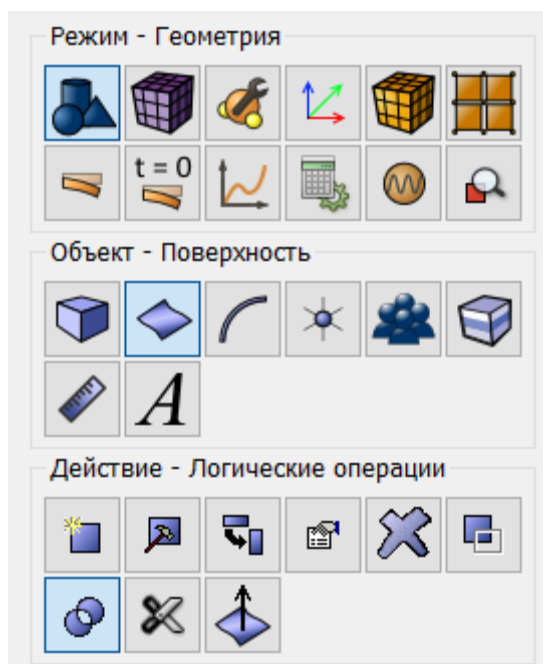 Режим - Геометрия
t = 0
Объект - Поверхность
A
Действие - Логические операции